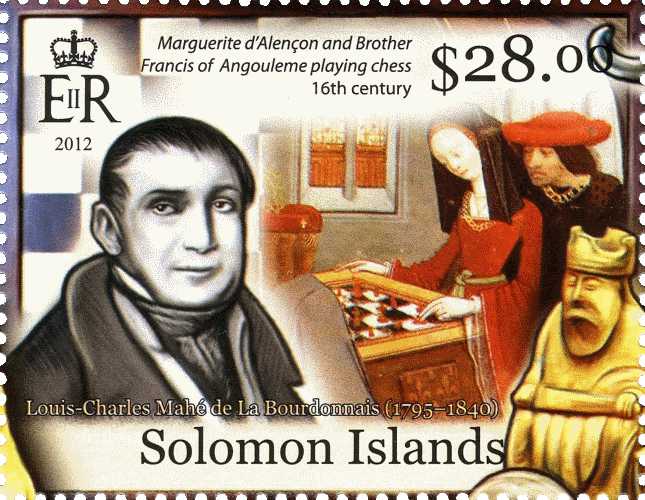 Marguerite d'Alençon and Brother
Francis of Angouleme playing chess
16th century
$28.00
EIIR
2012
Louis-Charles Mahé de La Bourdonnais (1795–1840)
Solomon Islands